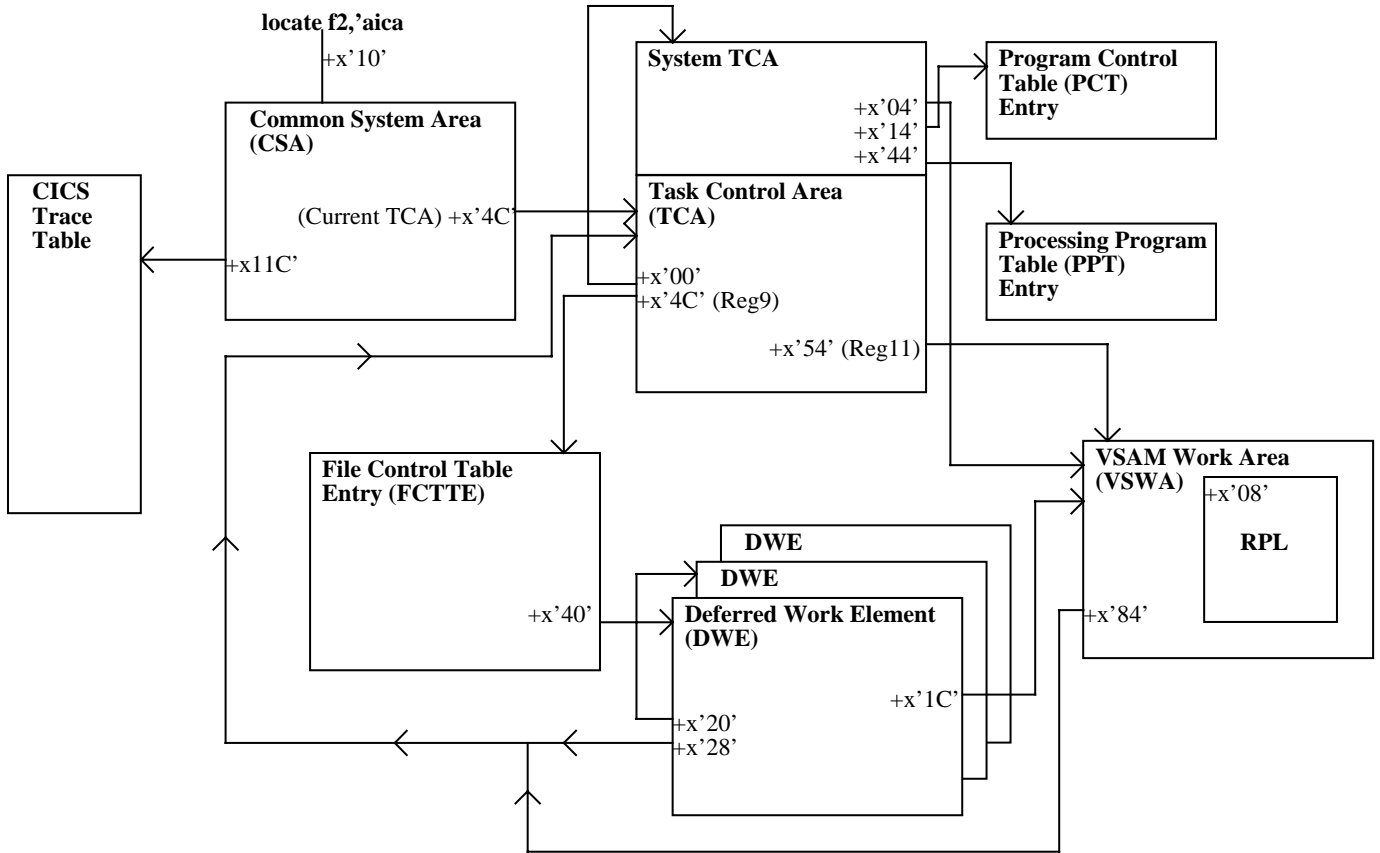 locate f2,’aica
+x’10’
Common System Area
(CSA)
(Current TCA) +x’4C’
+x11C’
CICS
Trace
Table
System TCA
+x’04’
+x’14’
+x’44’
Task Control Area
(TCA)
+x’00’
+x’4C’ (Reg9)
+x’54’ (Reg11)
Program Control
Table (PCT)
Entry
Processing Program
Table (PPT)
Entry
File Control Table
Entry (FCTTE)
+x’40’
DWE
DWE
Deferred Work Element
(DWE)
+x’1C’
+x’20’
+x’28’
VSAM Work Area
(VSWA)
+x’08’
RPL
+x’84’